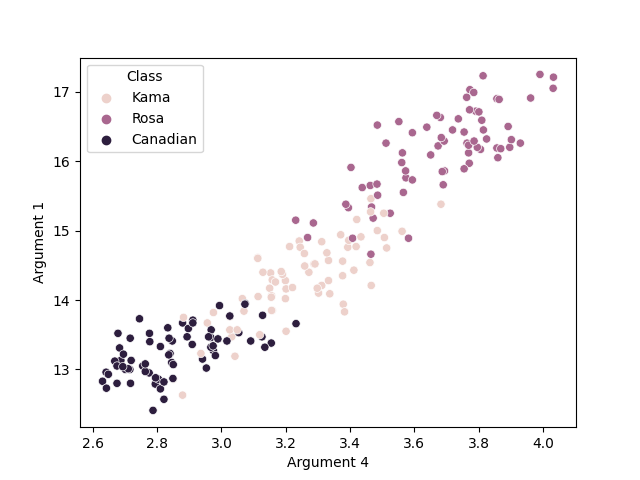 Class
Kama
Rosa
Canadian
17
16
15
14
13
Argument 1
2.6 2.8 3.0 3.2 3.4 3.6 3.8 4.0
Argument 4